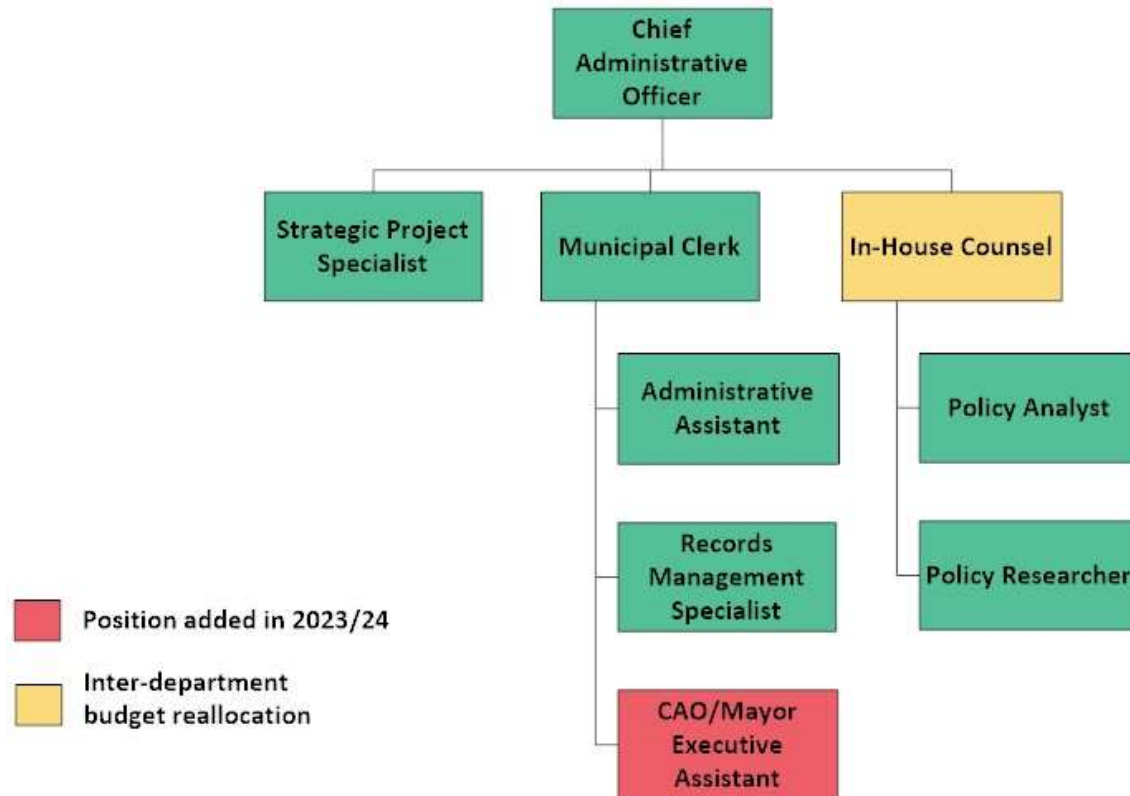 Chief
Administrative
Officer
Strategic Project
Specialist
Municipal Clerk
In-House Counsel
Administrative
Assistant
Policy Analyst
Records
Management
Specialist
Policy Researcher
CAO/Mayor
Executive
Assistant
Position added in 2023/24
Inter-department
budget reallocation